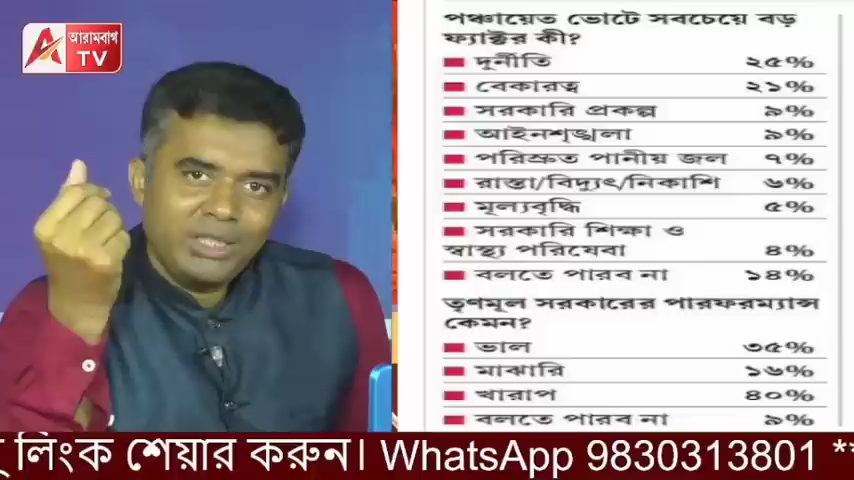 আরামবাগ
TV
পঞ্চায়েত ভোটে সবচেয়ে বড়
ফ্যাক্টর কী?
দুর্নীতি ২৫%
বেকারত্ব ২১%
সরকারি প্রকল্প ৯%
আইনশৃঙ্খলা ৯%
পরিস্রুত পানীয় জল ৭%
রাস্তা/বিদ্যুৎ/নিকাশি ৬%
মূল্যবৃদ্ধি ৫%
সরকারি শিক্ষা ও
স্বাস্থ্য পরিষেবা ৪%
বলতে পারব না ১৪%
তৃণমূল সরকারের পারফরম্যান্স
কেমন?
ভাল ৩৫%
মাঝারি ১৬%
খারাপ ৪০%
বলতে পারব না ৯%
লিংক শেয়ার করুন। WhatsApp 9830313801 **